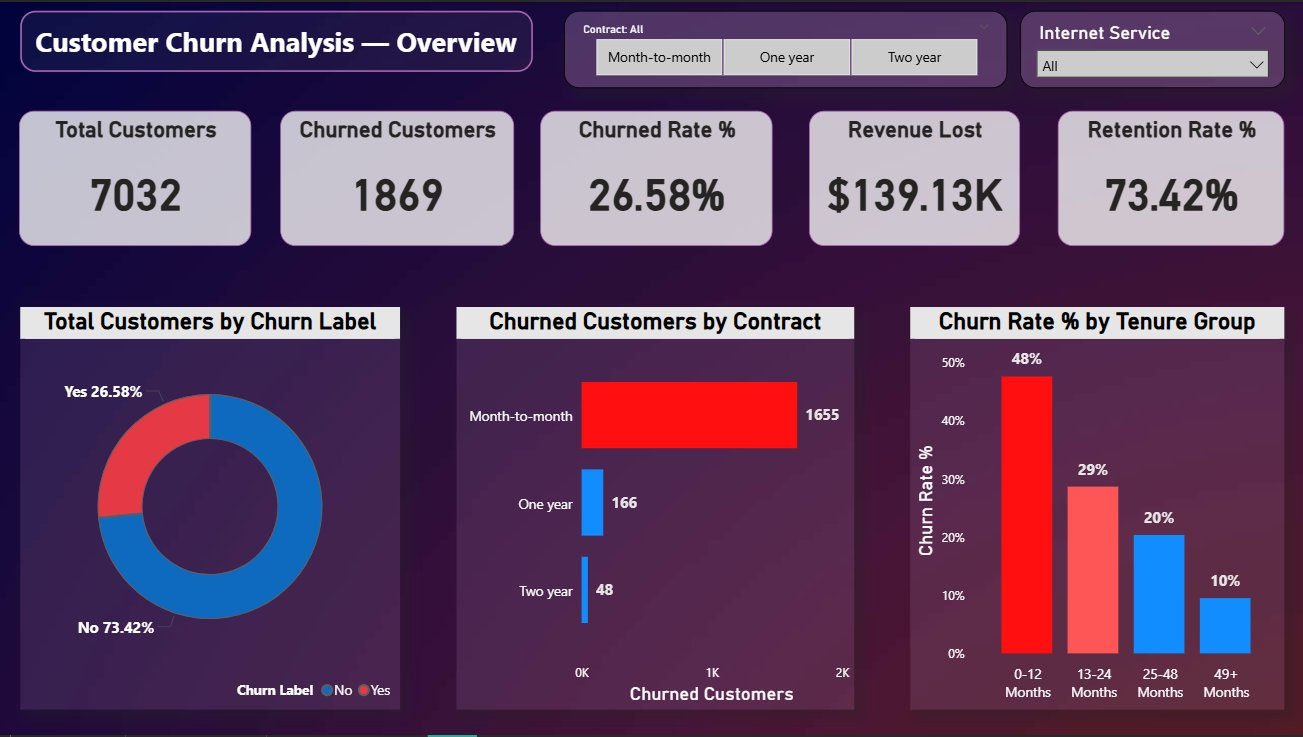 Customer Churn Analysis — Overview
Contract: All
Month-to-month
One year
Two year
Internet Service
All
Total Customers
7032
Churned Customers
1869
Churned Rate %
26.58%
Revenue Lost
$139.13K
Retention Rate %
73.42%
Total Customers by Churn Label
Yes 26.58%
No 73.42%
Churn Label No Yes
Churned Customers by Contract
Month-to-month 1655
One year 166
Two year 48
0K 1K 2K
Churned Customers
Churn Rate % by Tenure Group
Churn Rate %
50%
40%
30%
20%
10%
0%
48%
29%
20%
10%
0-12
Months
13-24
Months
25-48
Months
49+
Months